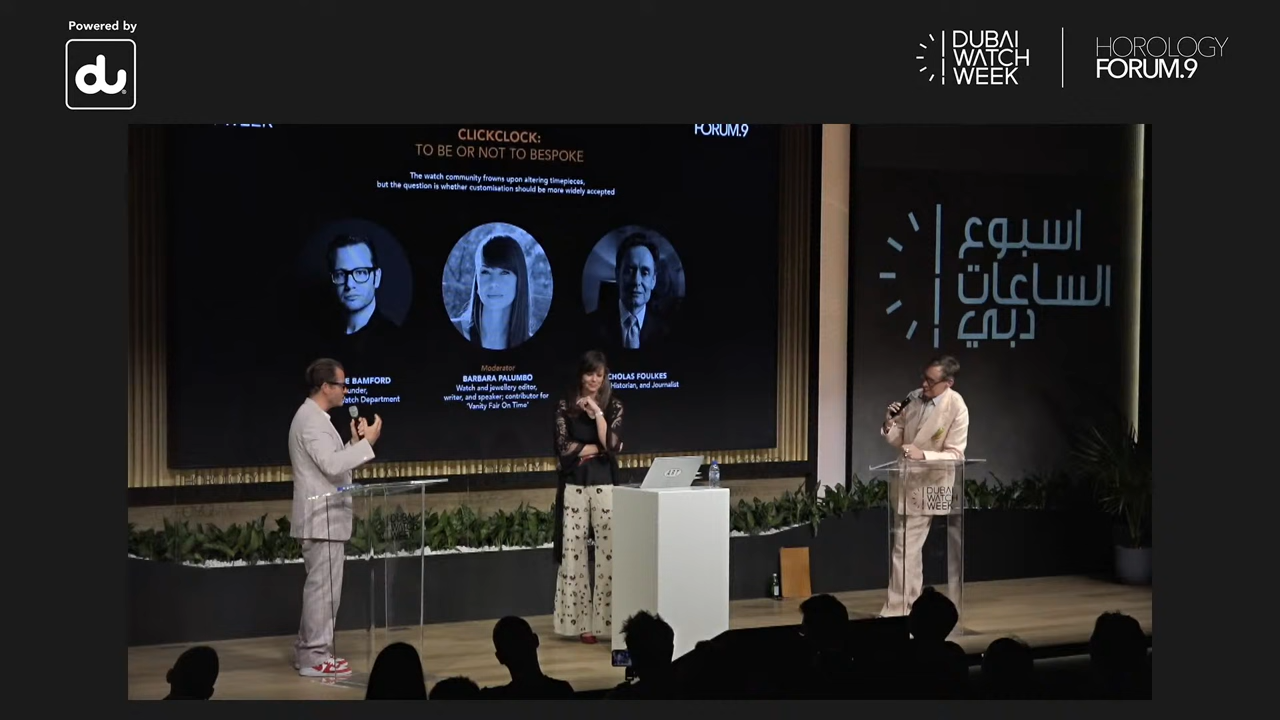 Powered by
du
DUBAI
WATCH
WEEK
HOROLOGY
FORUM.9
FORUM.9
CLICKCLOCK:
TO BE OR NOT TO BESPOKE
The watch community frowns upon altering timepieces,
but the question is whether customisation should be more widely accepted
اسبوع
الساعات
دبي
E BAMFORD
Watch Department
Moderator
BARBARA PALUMBO
Watch and jewellery editor,
writer, and speaker; contributor for
'Vanity Fair On Time'
CHOLAS FOULKES
Historian, and Journalist
DUBAI
WATCH
WEEK